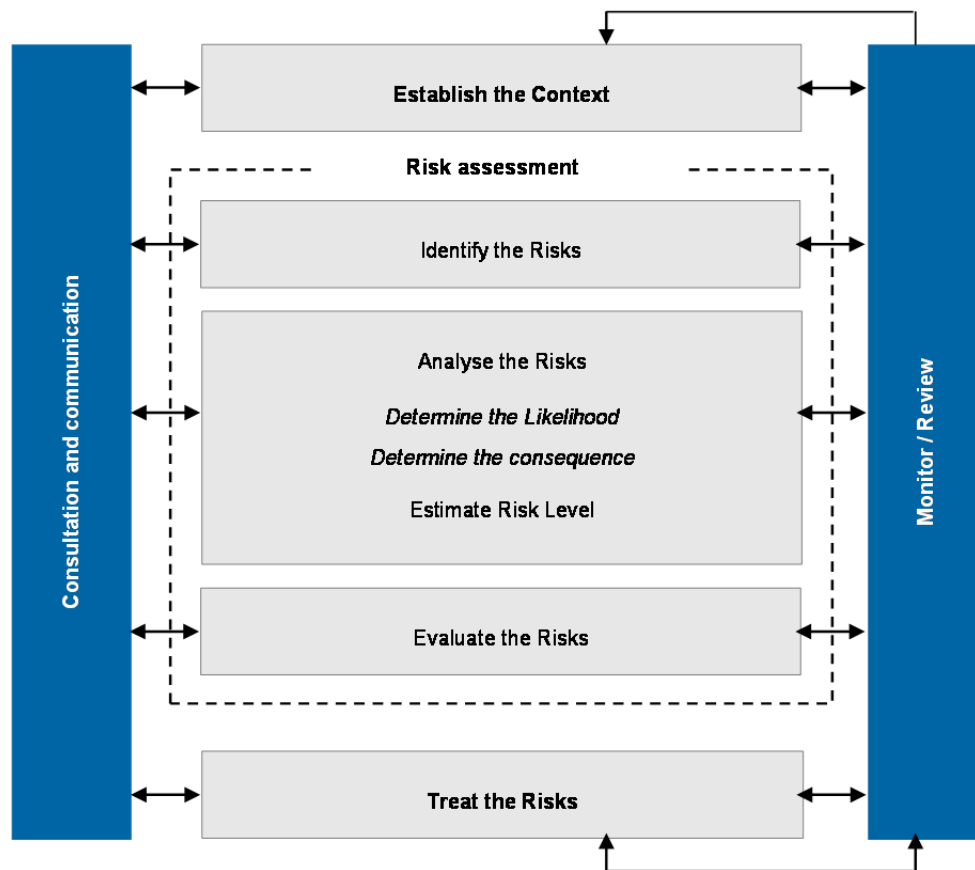 Establish the Context
Risk assessment
Identify the Risks
Analyse the Risks
Determine the Likelihood
Determine the consequence
Estimate Risk Level
Evaluate the Risks
Treat the Risks
Consultation and communication
Monitor / Review